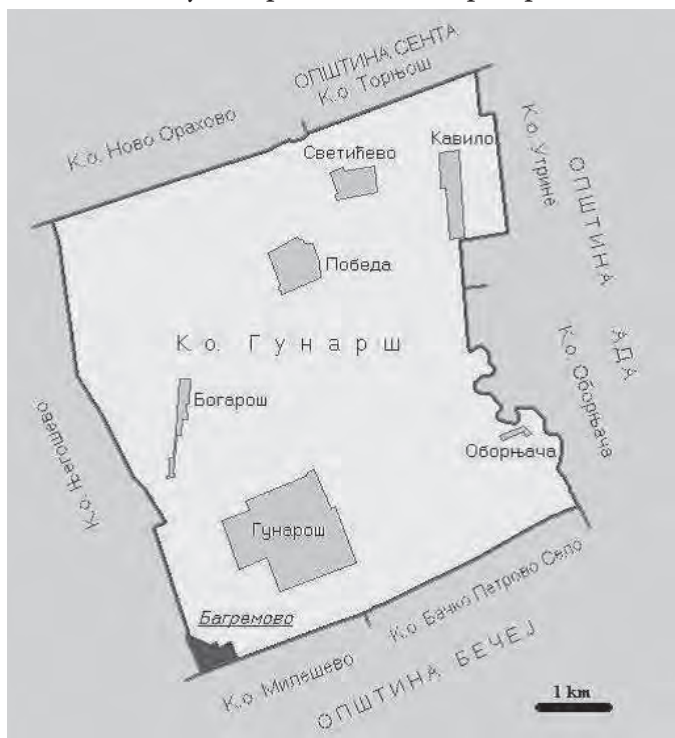 ОПШТИНА СЕНТА
К.о. Торњош
К.о. Ново Орахово
Светићево
Кавило
К.о. Утрине
ОПШТИНА
АДА
Победа
К.о. Гунарш
К.о. Оборњача
Богарош
Оборњача
К.о. Његошево
Гунарош
Багремово
К.о. Бачко Петрово Село
К.о. Милешево
ОПШТИНА БЕЧЕЈ
1 km